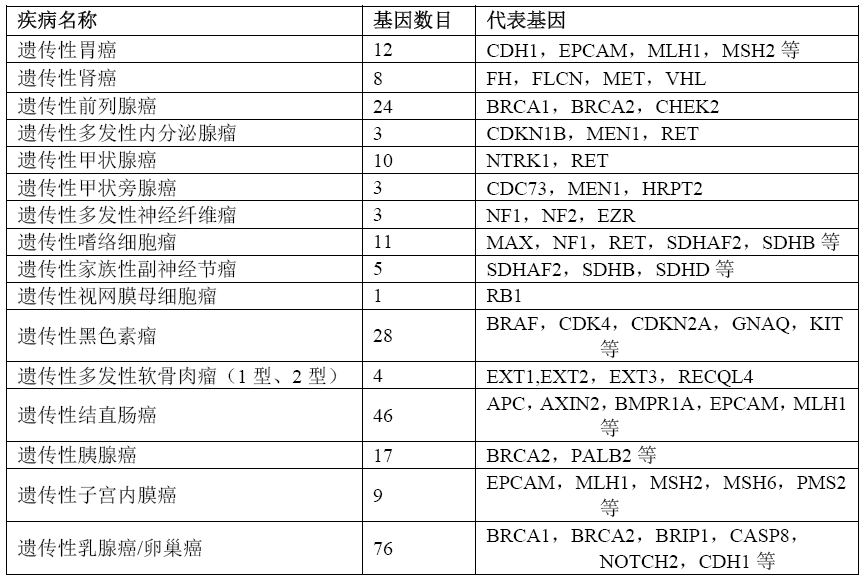 疾病名称 基因数目 代表基因
遗传性胃癌 12 CDH1，EPCAM，MLH1，MSH2 等
遗传性肾癌 8 FH，FLCN，MET，VHL
遗传性前列腺癌 24 BRCA1，BRCA2，CHEK2
遗传性多发性内分泌腺瘤 3 CDKN1B，MEN1，RET
遗传性甲状腺癌 10 NTRK1，RET
遗传性甲状旁腺癌 3 CDC73，MEN1，HRPT2
遗传性多发性神经纤维瘤 3 NF1，NF2，EZR
遗传性嗜络细胞瘤 11 MAX，NF1，RET，SDHAF2，SDHB 等
遗传性家族性副神经节瘤 5 SDHAF2，SDHB，SDHD 等
遗传性视网膜母细胞瘤 1 RB1
遗传性黑色素瘤 28 BRAF，CDK4，CDKN2A，GNAQ，KIT
等
遗传性多发性软骨肉瘤（1 型、2 型） 4 EXT1,EXT2，EXT3，RECQL4
遗传性结直肠癌 46 APC，AXIN2，BMPR1A，EPCAM，MLH1
等
遗传性胰腺癌 17 BRCA2，PALB2 等
遗传性子宫内膜癌 9 EPCAM，MLH1，MSH2，MSH6，PMS2
等
遗传性乳腺癌/卵巢癌 76 BRCA1，BRCA2，BRIP1，CASP8，
NOTCH2，CDH1 等